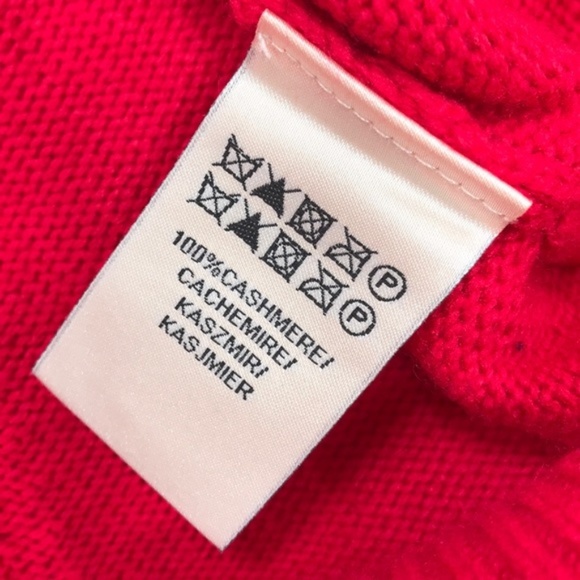 P
P
100%CASHMERE/
CACHEMIRE/
KASZMIR/
KASJMIER